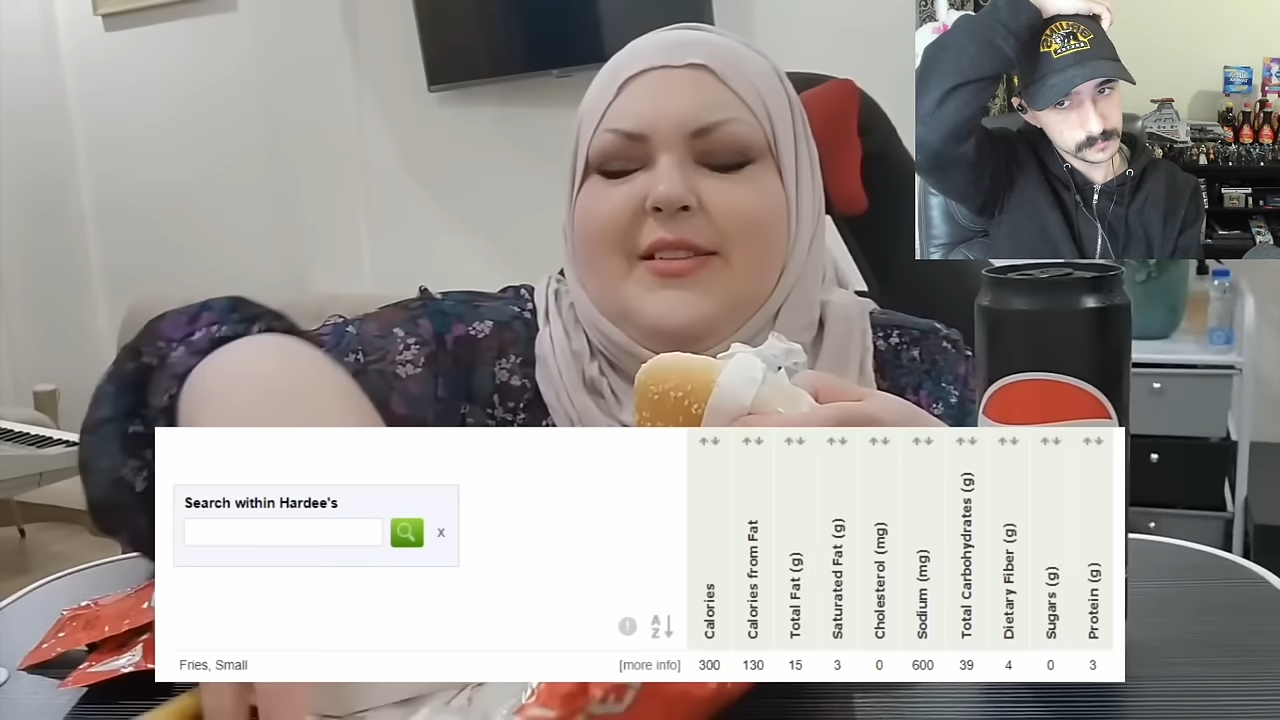 BRUINS
Search within Hardee's
x
Calories
Calories from Fat
Total Fat (g)
Saturated Fat (g)
Cholesterol (mg)
Sodium (mg)
Total Carbohydrates (g)
Dietary Fiber (g)
Sugars (g)
Protein (g)
A
Z
Fries, Small [more info] 300 130 15 3 0 600 39 4 0 3